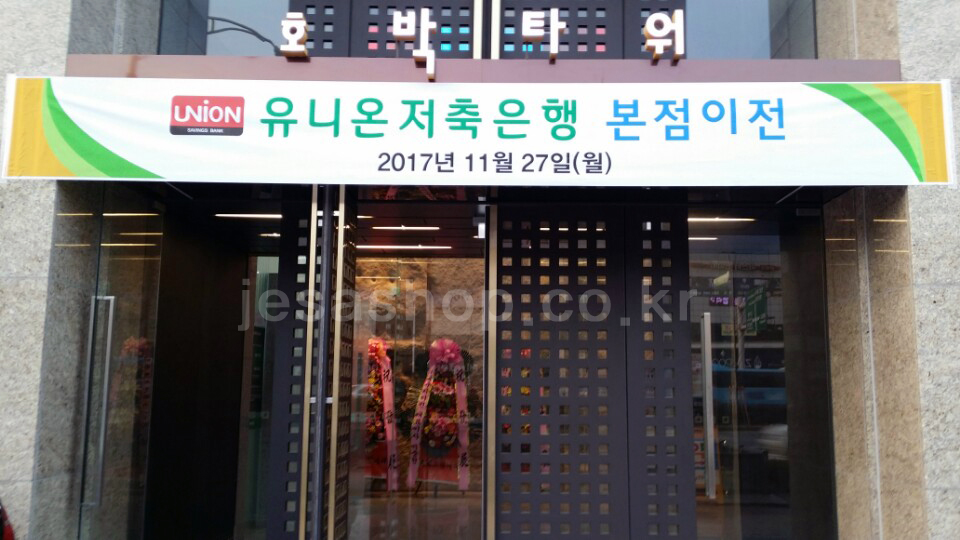 호박타워
UNION
SAVINGS BANK
유니온저축은행 본점이전
2017년 11월 27일(월)
jesashop.co.kr